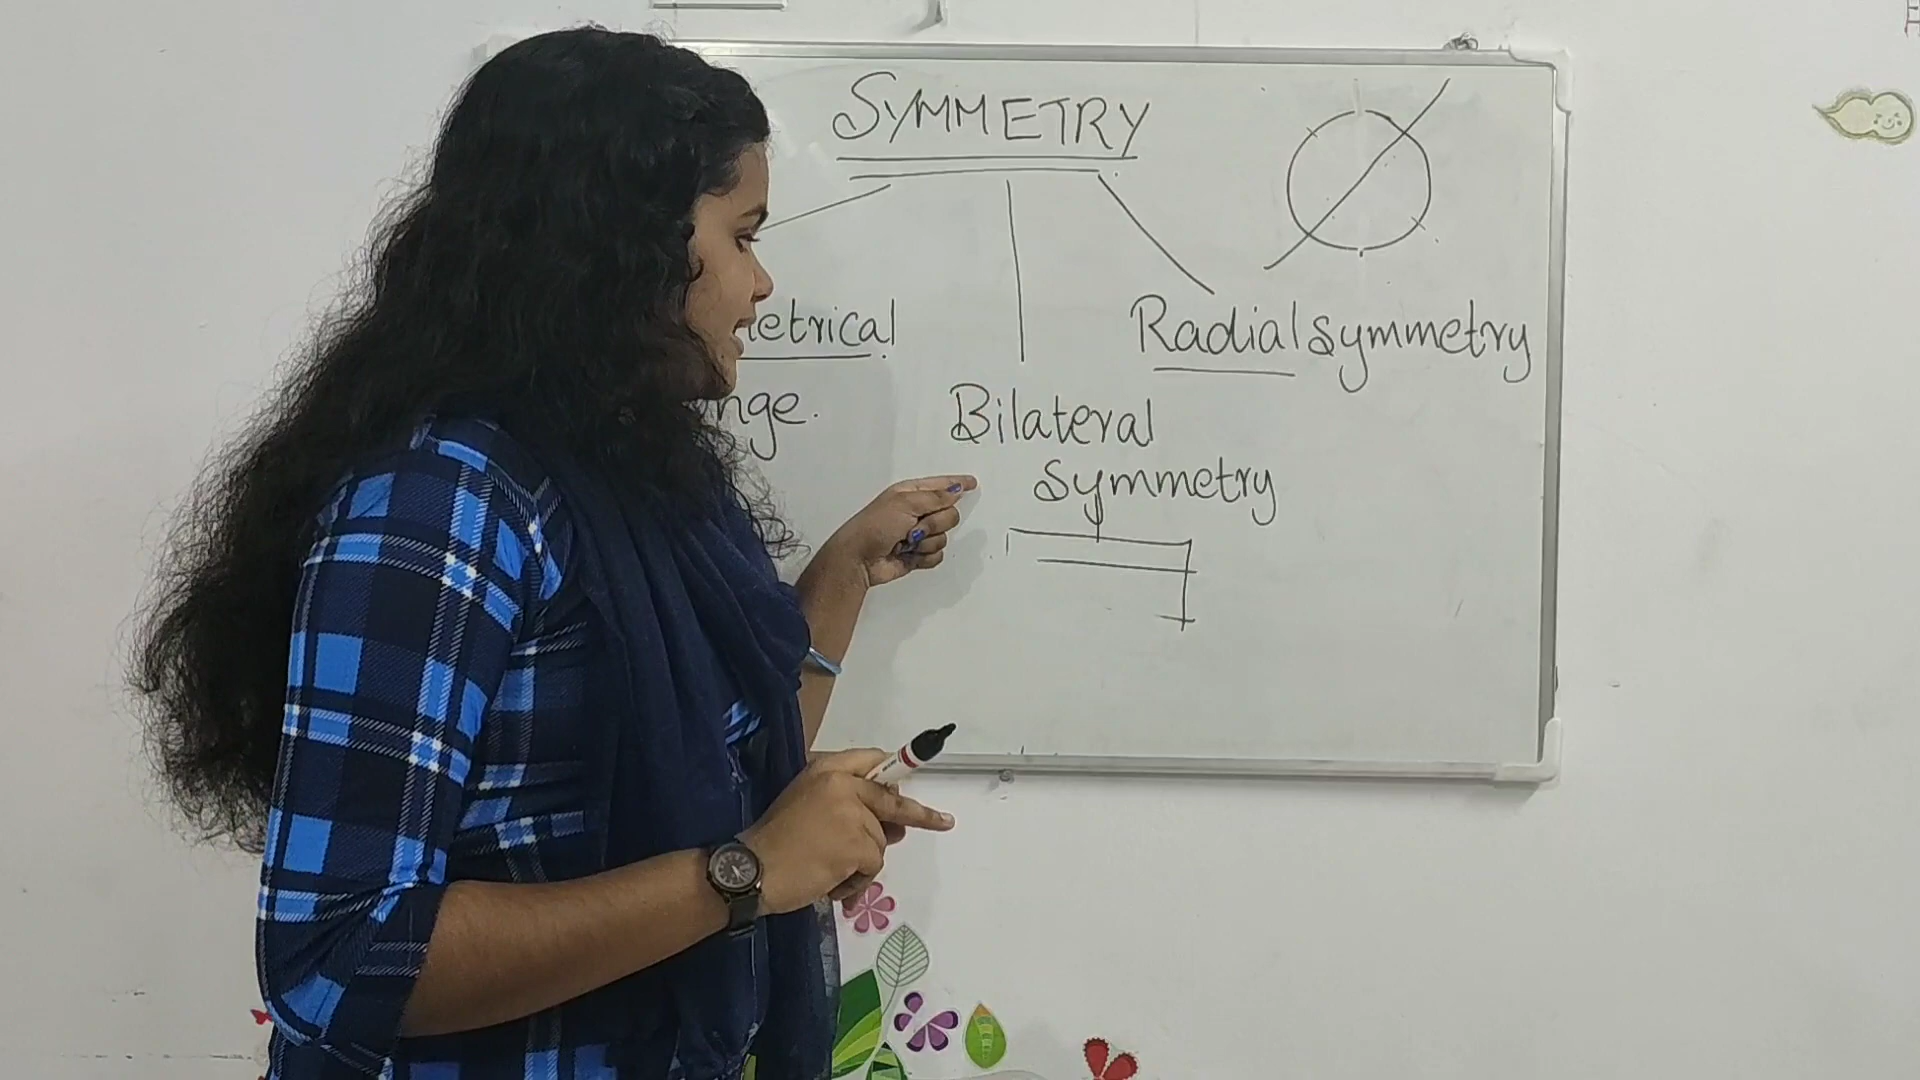 SYMMETRY
etrical
nge.
Bilateral
Symmetry
Radial symmetry